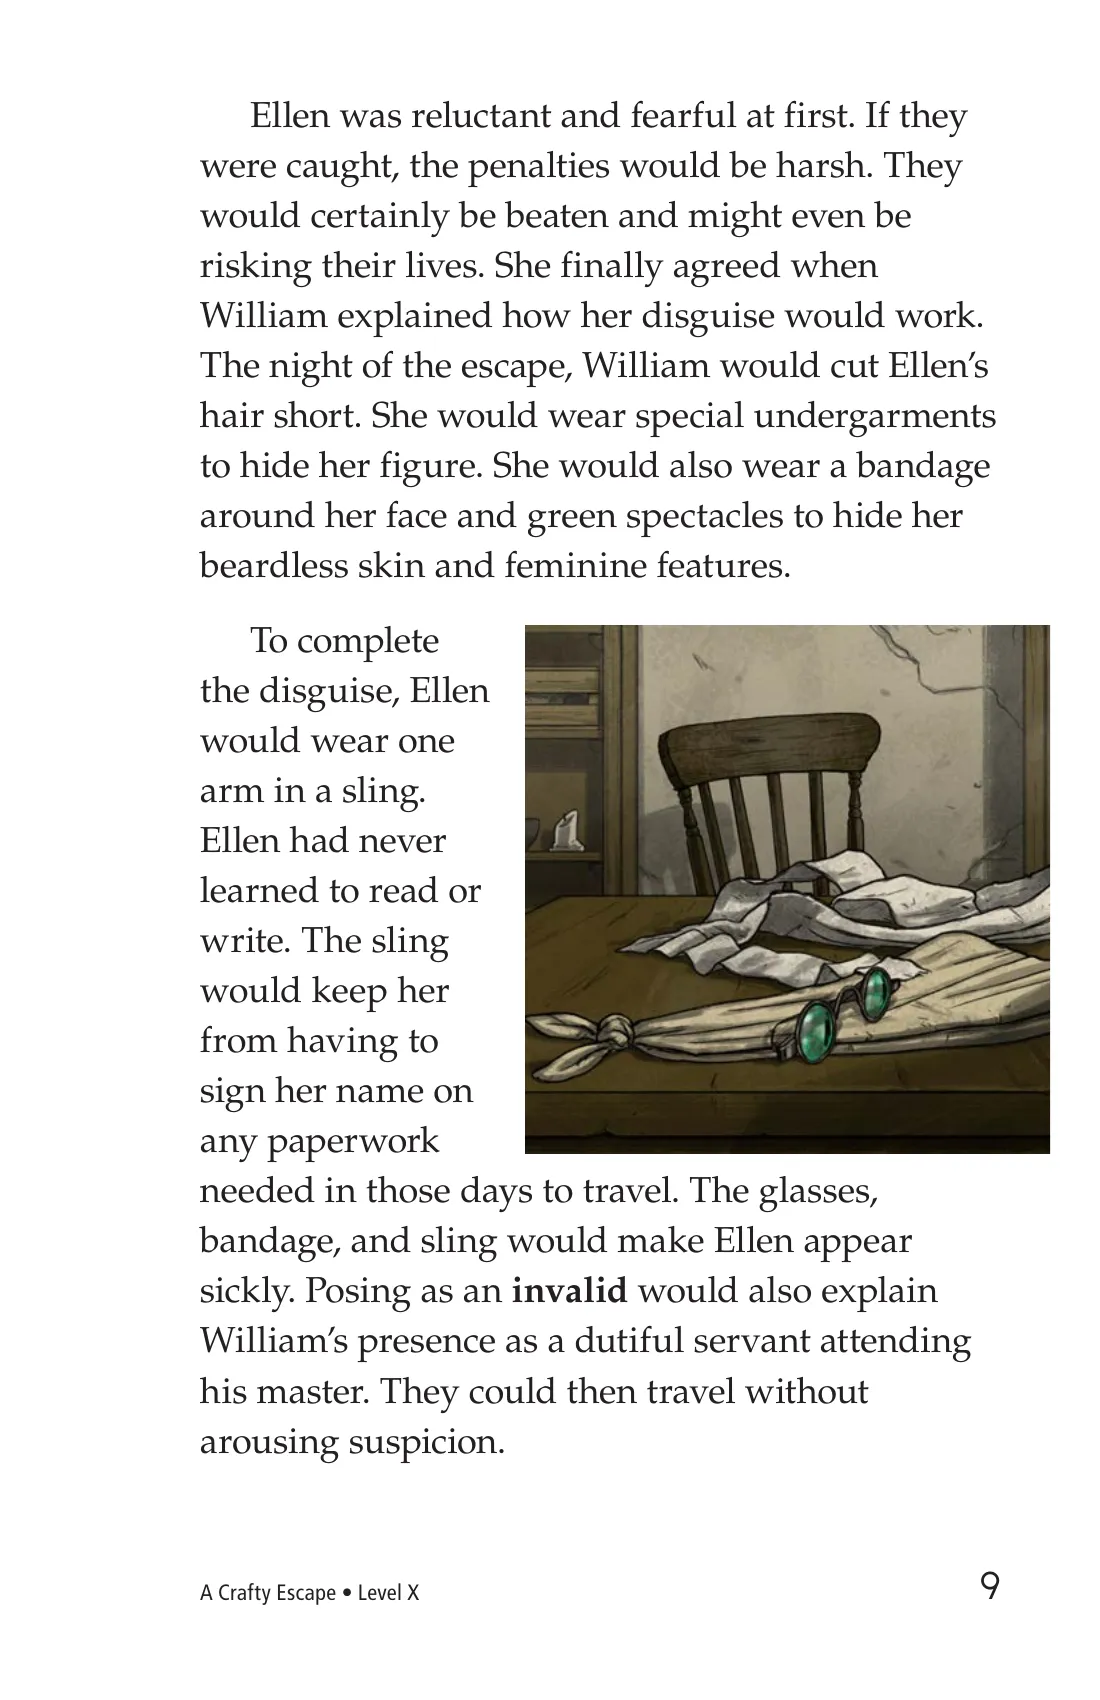 Ellen was reluctant and fearful at first. If they
were caught, the penalties would be harsh. They
would certainly be beaten and might even be
risking their lives. She finally agreed when
William explained how her disguise would work.
The night of the escape, William would cut Ellen’s
hair short. She would wear special undergarments
to hide her figure. She would also wear a bandage
around her face and green spectacles to hide her
beardless skin and feminine features.
To complete
the disguise, Ellen
would wear one
arm in a sling.
Ellen had never
learned to read or
write. The sling
would keep her
from having to
sign her name on
any paperwork
needed in those days to travel. The glasses,
bandage, and sling would make Ellen appear
sickly. Posing as an invalid would also explain
William’s presence as a dutiful servant attending
his master. They could then travel without
arousing suspicion.
A Crafty Escape • Level X
9